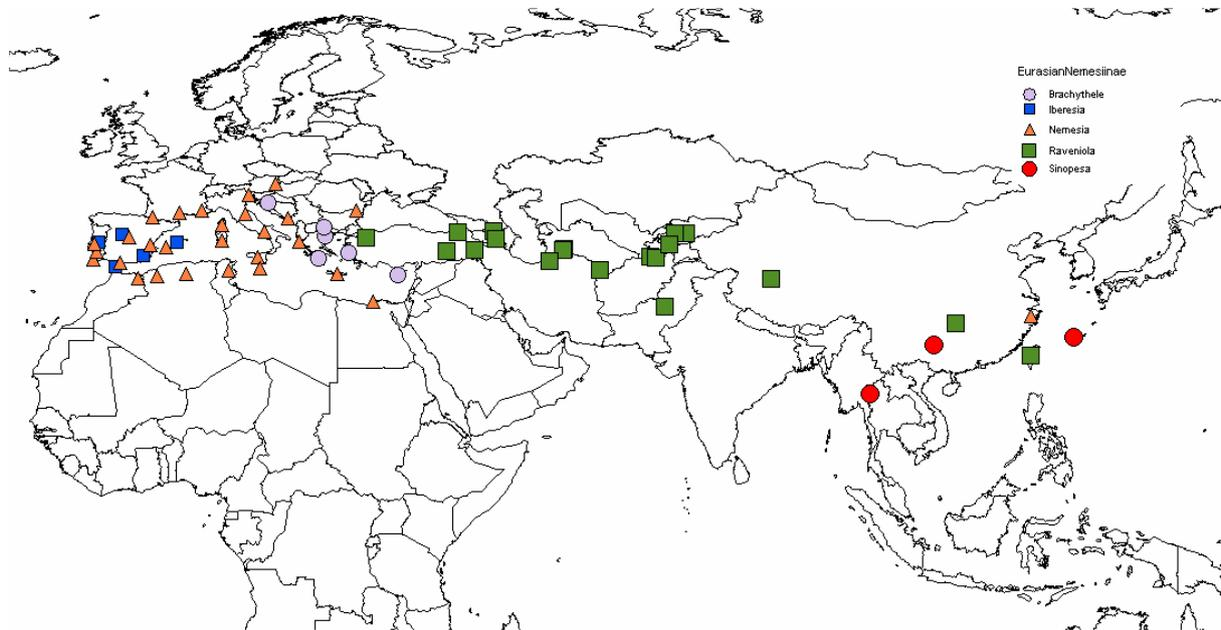 EurasianNemesiinae
Brachythele
Iberesia
Nemesia
Raveniola
Sinopesa